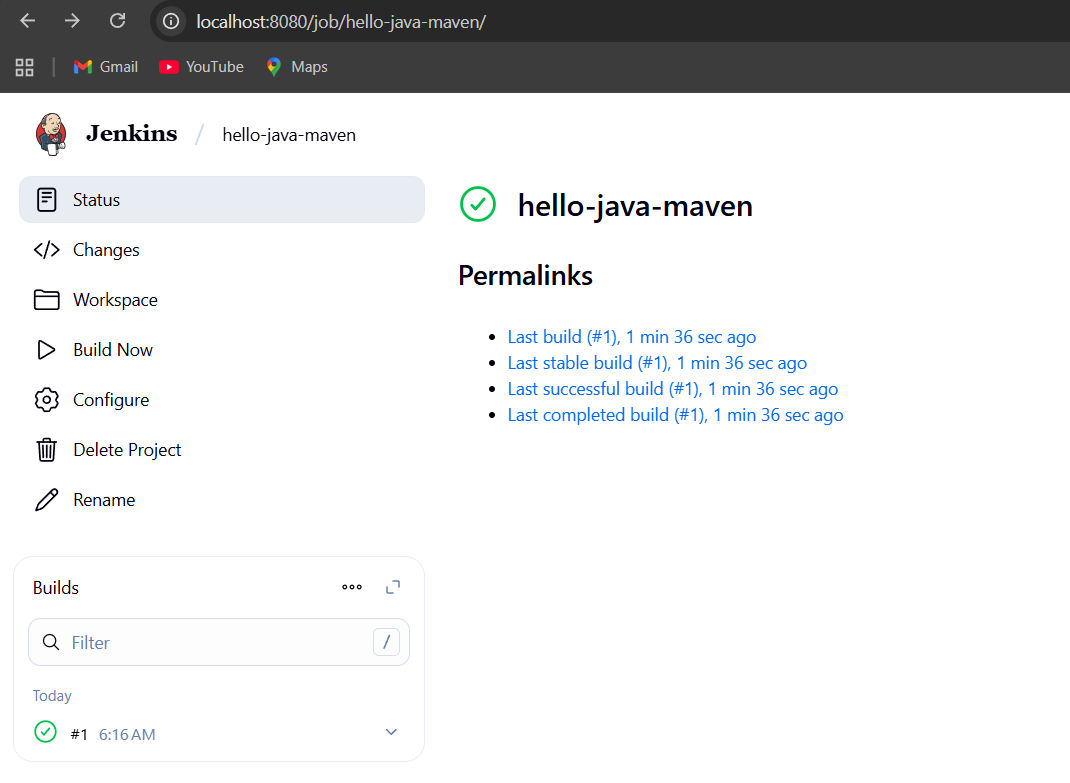 localhost:8080/job/hello-java-maven/
Gmail YouTube Maps
Jenkins / hello-java-maven
Status
Changes
Workspace
Build Now
Configure
Delete Project
Rename
hello-java-maven
Permalinks
Last build (#1), 1 min 36 sec ago
Last stable build (#1), 1 min 36 sec ago
Last successful build (#1), 1 min 36 sec ago
Last completed build (#1), 1 min 36 sec ago
Builds
Filter /
Today
#1 6:16 AM